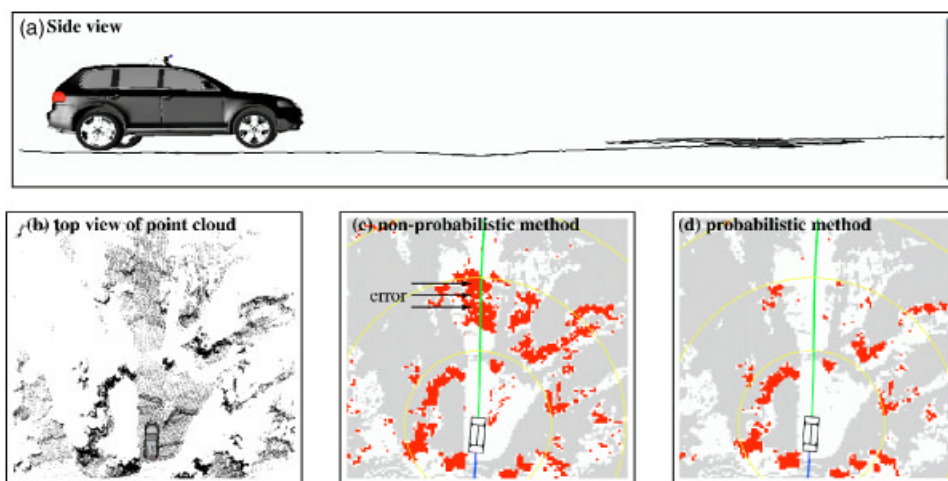 (a) Side view
(b) top view of point cloud
(c) non-probabilistic method
error
(d) probabilistic method